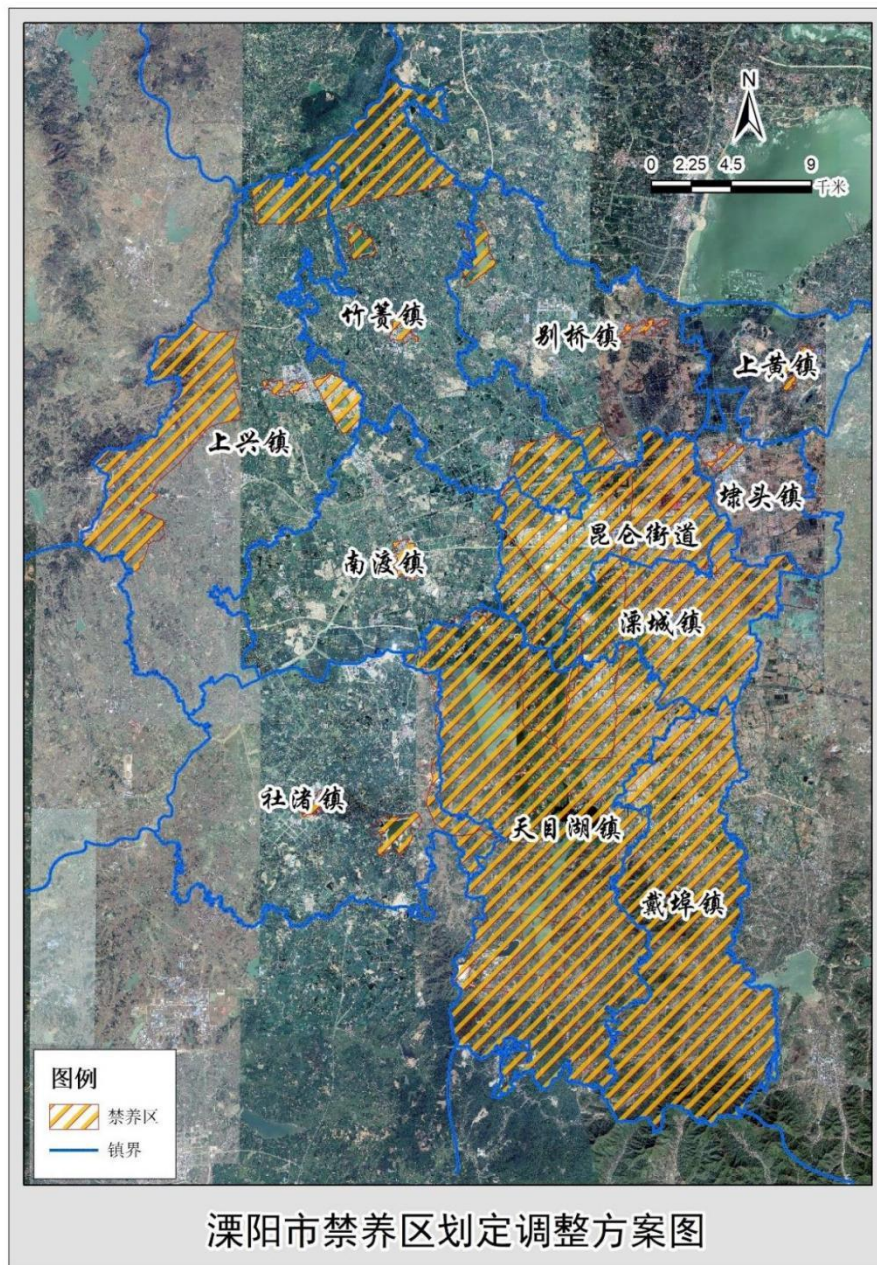 N
0 2.25 4.5 9
千米
竹箦镇
别桥镇
上黄镇
上兴镇
埭头镇
昆仑街道
南渡镇
溧城镇
社渚镇
天目湖镇
戴埠镇
图例
禁养区
镇界
溧阳市禁养区划定调整方案图